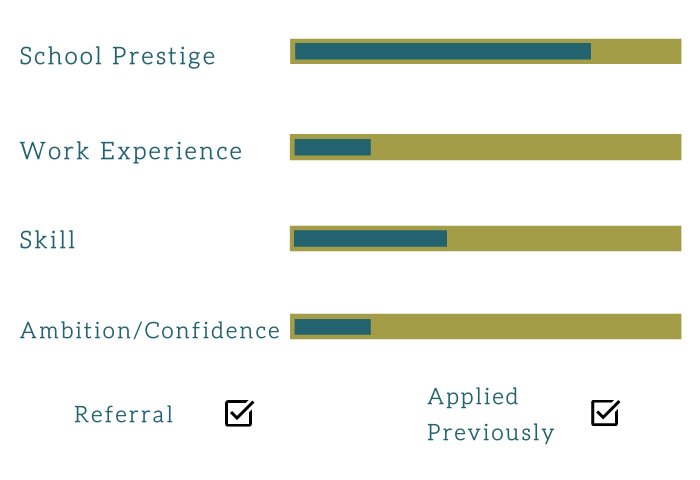 School Prestige
Work Experience
Skill
Ambition/Confidence
Referral
Applied
Previously